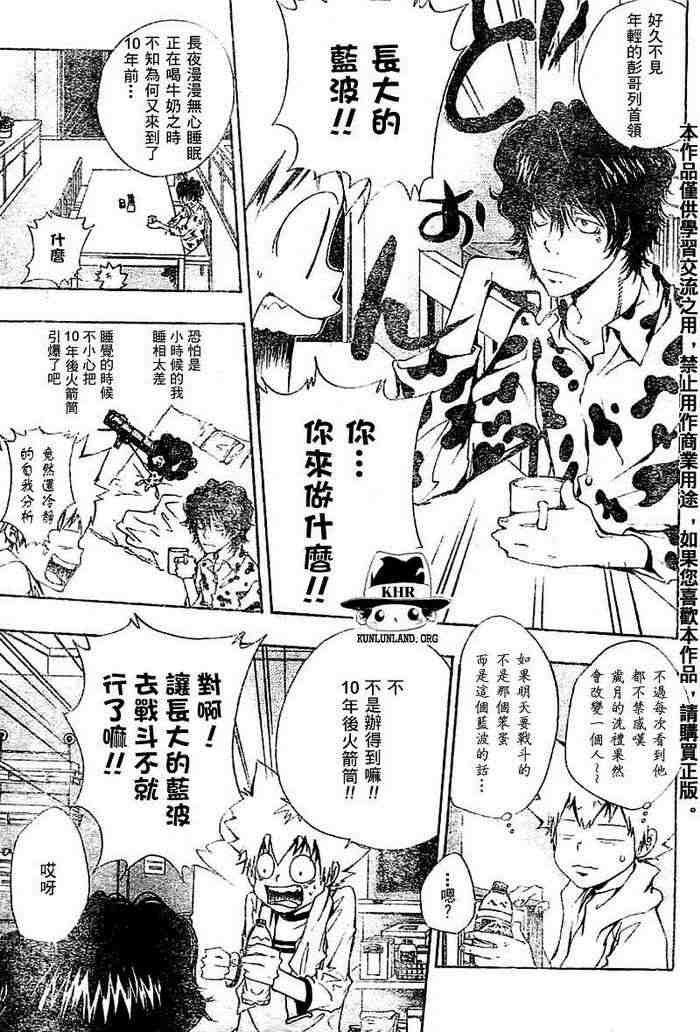 好久不見
年輕的彭哥列首領
長大的
藍波!!
どおーん
你…
你來做什麼!!
長夜漫漫無心睡眠
正在喝牛奶之時
不知為何又來到了
10年前…
什麼
恐怕是
小時候的我
睡相太差
睡覺的時候
不小心把
10年後火箭筒
引爆了吧
竟然還冷靜
的自我分析
KHR
KUNLUNLAND.ORG
不過每次看到他
都不禁感嘆
歲月的洗禮果然
會改變一個人~~
如果明天要戰斗的
不是那個笨蛋
而是這個藍波的話…
…嗯?
不
不是辦得到嘛!!
10年後火箭筒!!
對啊!
讓長大的藍波
去戰斗不就
行了嘛!!
哎呀
本作品僅供學習交流之用，禁止用作商業用途，如果您喜歡本作品，請購買正版。